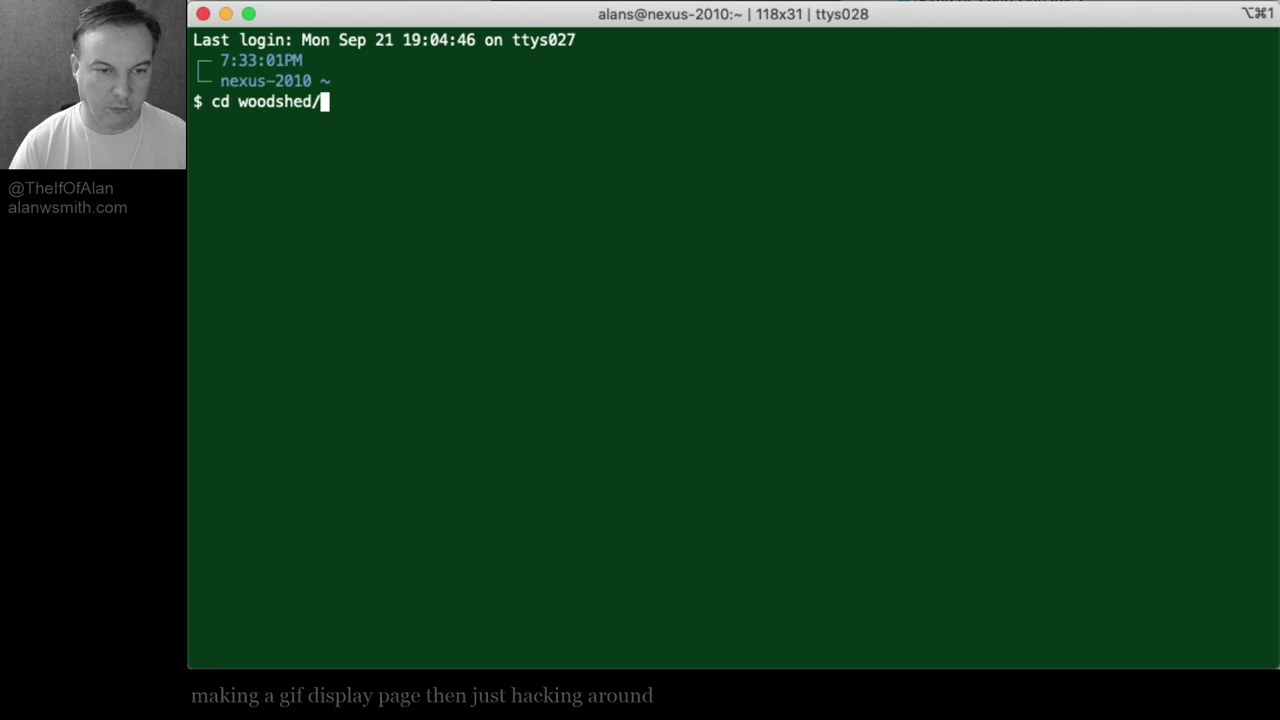 alans@nexus-2010:~ | 118x31 | ttys028
⌥⌘1
Last login: Mon Sep 21 19:04:46 on ttys027
7:33:01PM
nexus-2010 ~
$ cd woodshed/
@TheIfOfAlan
alanwsmith.com
making a gif display page then just hacking around